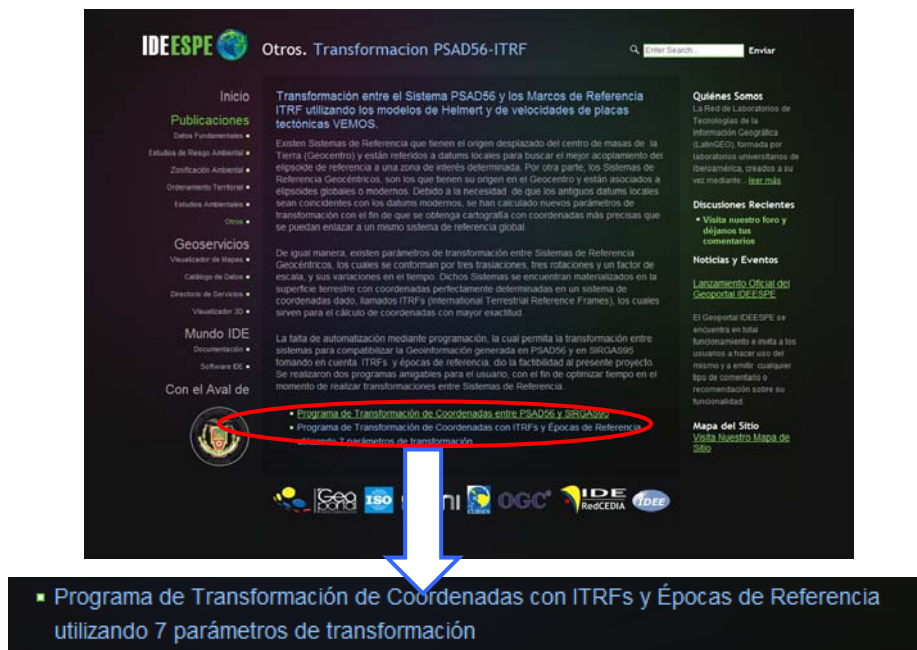 IDEESPE
Otros. Transformacion PSAD56-ITRF
Enter Search...
Enviar
Inicio
Publicaciones
Datos Fundamentales
Estudios de Riesgo Ambiental
Zonificación Ambiental
Ordenamiento Territorial
Estudios Ambientales
Otros
Geoservicios
Visualizador de Mapas
Catálogo de Datos
Directorio de Servicios
Visualizador 3D
Mundo IDE
Documentación
Software IDE
Con el Aval de
Transformación entre el Sistema PSAD56 y los Marcos de Referencia
ITRF utilizando los modelos de Helmert y de velocidades de placas
tectónicas VEMOS.
Existen Sistemas de Referencia que tienen el origen desplazado del centro de masas de la
Tierra (Geocentro) y están referidos a datums locales para buscar el mejor acoplamiento del
elipsoide de referencia a una zona de interés determinada. Por otra parte, los Sistemas de
Referencia Geocéntricos, son los que tienen su origen en el Geocentro y están asociados a
elipsoides globales o modernos. Debido a la necesidad de que los antiguos datums locales
sean coincidentes con los datums modernos, se han calculado nuevos parámetros de
transformación con el fin de que se obtenga cartografía con coordenadas más precisas que
se puedan enlazar a un mismo sistema de referencia global.
De igual manera, existen parámetros de transformación entre Sistemas de Referencia
Geocéntricos, los cuales se conforman por tres traslaciones, tres rotaciones y un factor de
escala, y sus variaciones en el tiempo. Dichos Sistemas se encuentran materializados en la
superficie terrestre con coordenadas perfectamente determinadas en un sistema de
coordenadas dado, llamados ITRFs (International Terrestrial Reference Frames), los cuales
sirven para el cálculo de coordenadas con mayor exactitud.
La falta de automatización mediante programación, la cual permita la transformación entre
sistemas para compatibilizar la Geoinformación generada en PSAD56 y en SIRGAS95
tomando en cuenta ITRFs y épocas de referencia, dio la factibilidad al presente proyecto.
Se realizaron dos programas amigables para el usuario, con el fin de optimizar tiempo en el
momento de realizar transformaciones entre Sistemas de Referencia.
Programa de Transformación de Coordenadas entre PSAD56 y SIRGAS95
Programa de Transformación de Coordenadas con ITRFs y Épocas de Referencia
utilizando 7 parámetros de transformación
Quiénes Somos
La Red de Laboratorios de
Tecnologías de la
Información Geográfica
(LatinGEO), formada por
laboratorios universitarios de
Iberoamérica, creados a su
vez mediante... leer más
Discusiones Recientes
Visita nuestro foro y
déjanos tus
comentarios
Noticias y Eventos
Lanzamiento Oficial del
Geoportal IDEESPE
El Geoportal IDEESPE se
encuentra en total
funcionamiento e invita a los
usuarios a hacer uso del
mismo y a emitir cualquier
tipo de comentario o
recomendación sobre su
funcionalidad.
Mapa del Sitio
Visita Nuestro Mapa de
Sitio
Geo
portal
ISO
OGC
IDE
RedCEDIA
IDEE
Programa de Transformación de Coordenadas con ITRFs y Épocas de Referencia
utilizando 7 parámetros de transformación